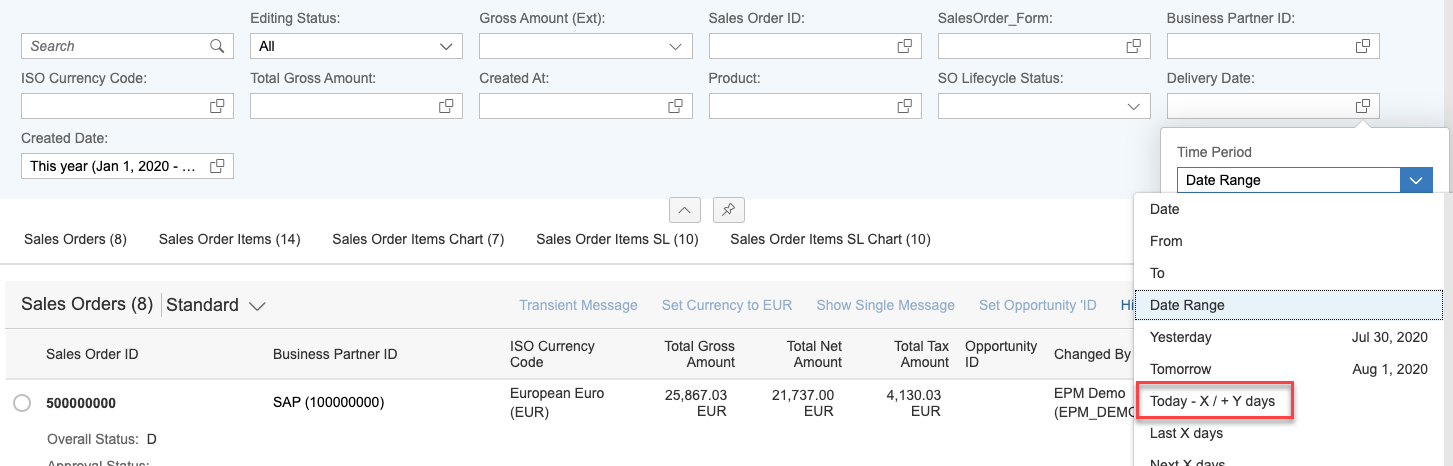 Editing Status: Gross Amount (Ext): Sales Order ID: SalesOrder_Form: Business Partner ID:
Search All
ISO Currency Code: Total Gross Amount: Created At: Product: SO Lifecycle Status: Delivery Date:
Created Date:
This year (Jan 1, 2020 - ...
Time Period
Date Range
Date
From
To
Date Range
Yesterday Jul 30, 2020
Tomorrow Aug 1, 2020
Today - X / + Y days
Last X days
Next X days
Sales Orders (8) Sales Order Items (14) Sales Order Items Chart (7) Sales Order Items SL (10) Sales Order Items SL Chart (10)
Sales Orders (8) Standard Transient Message Set Currency to EUR Show Single Message Set Opportunity 'ID Hi
Sales Order ID Business Partner ID ISO Currency Code Total Gross Amount Total Net Amount Total Tax Amount Opportunity ID Changed By
500000000 SAP (100000000) European Euro (EUR) 25,867.03 EUR 21,737.00 EUR 4,130.03 EUR EPM Demo (EPM_DEMO
Overall Status: D
Approval Status: